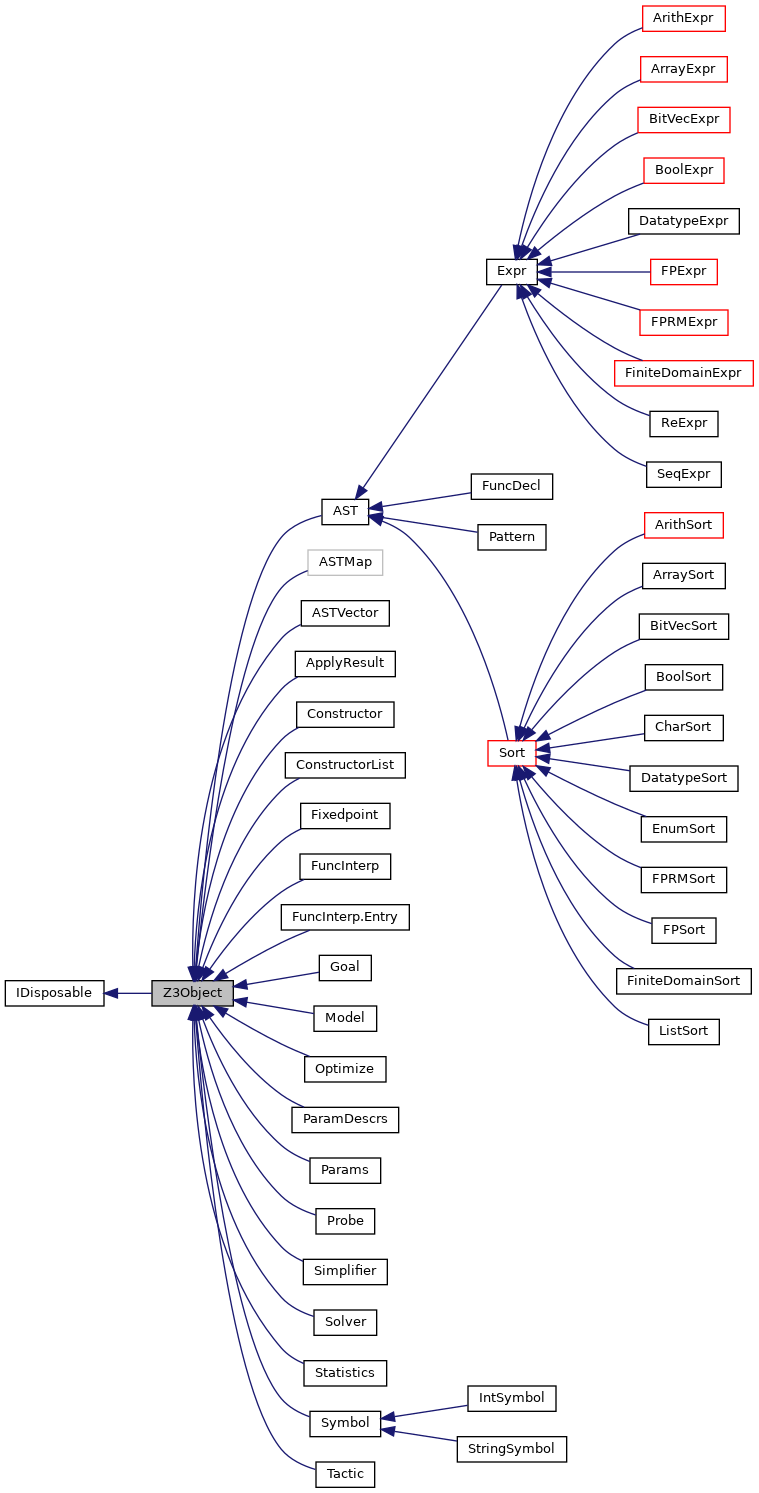 ArithExpr
ArrayExpr
BitVecExpr
BoolExpr
DatatypeExpr
Expr
FPExpr
FPRMExpr
FiniteDomainExpr
ReExpr
SeqExpr
FuncDecl
AST
ArithSort
Pattern
ASTMap
ArraySort
ASTVector
BitVecSort
ApplyResult
BoolSort
Constructor
CharSort
Sort
ConstructorList
DatatypeSort
Fixedpoint
EnumSort
FuncInterp
FPRMSort
FuncInterp.Entry
FPSort
Goal
FiniteDomainSort
IDisposable
Z3Object
Model
ListSort
Optimize
ParamDescrs
Params
Probe
Simplifier
Solver
Statistics
IntSymbol
Symbol
StringSymbol
Tactic